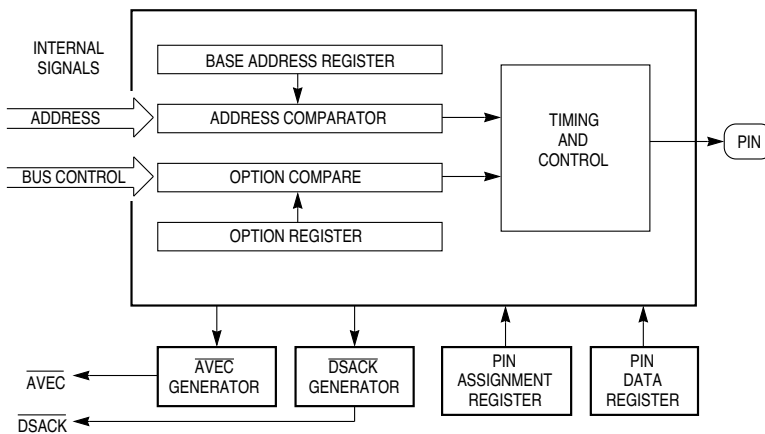 INTERNAL
SIGNALS
BASE ADDRESS REGISTER
ADDRESS
ADDRESS COMPARATOR
TIMING
AND
CONTROL
PIN
BUS CONTROL
OPTION COMPARE
OPTION REGISTER
AVEC
GENERATOR
DSACK
GENERATOR
PIN
ASSIGNMENT
REGISTER
PIN
DATA
REGISTER
AVEC
DSACK